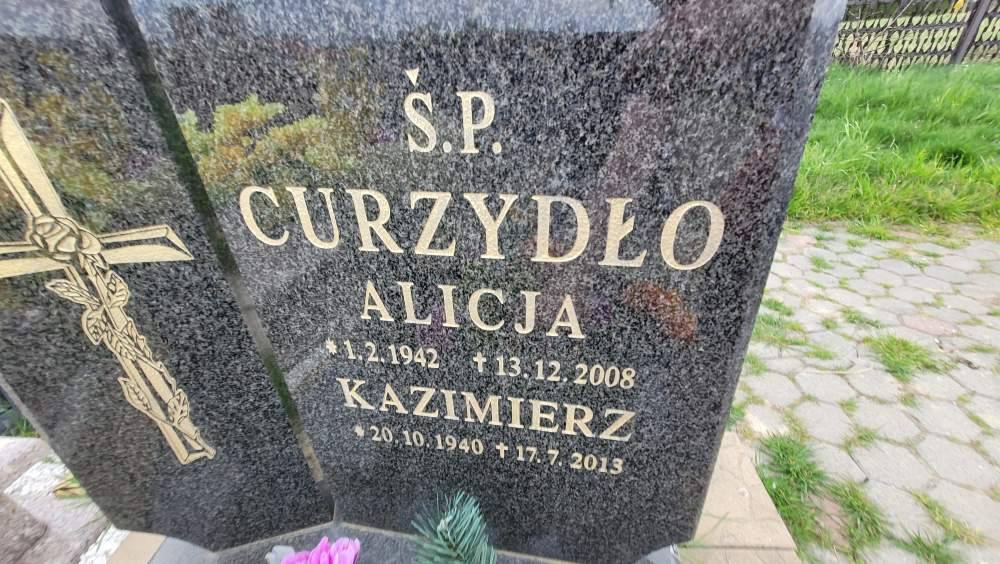 Ś.P.
CURZYDŁO
ALICJA
* 1.2.1942 ✝ 13.12.2008
KAZIMIERZ
* 20.10.1940 ✝ 17.7.2013